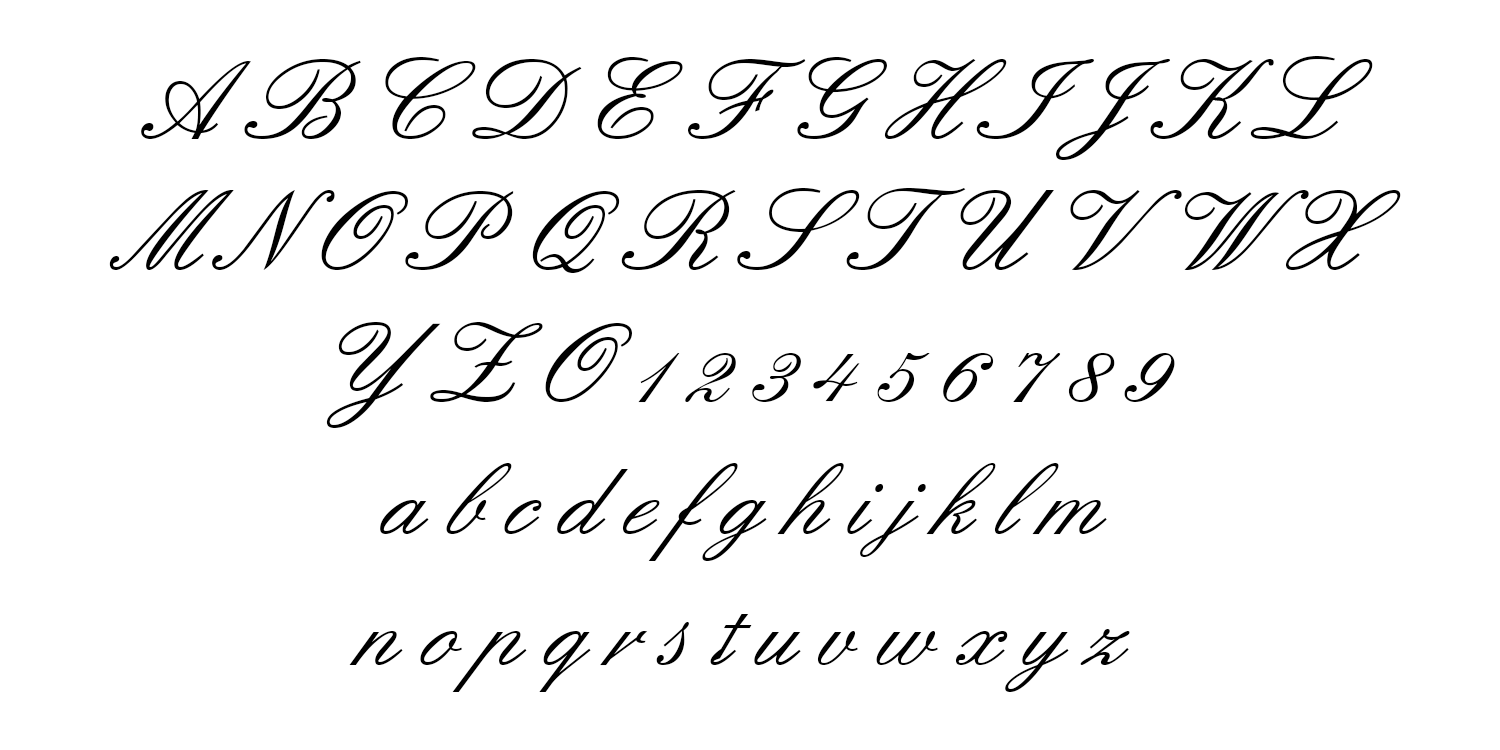 A B C D E F G H I J K L
M N O P Q R S T U V W X
Y Z O 1 2 3 4 5 6 7 8 9
a b c d e f g h i j k l m
n o p q r s t u v w x y z